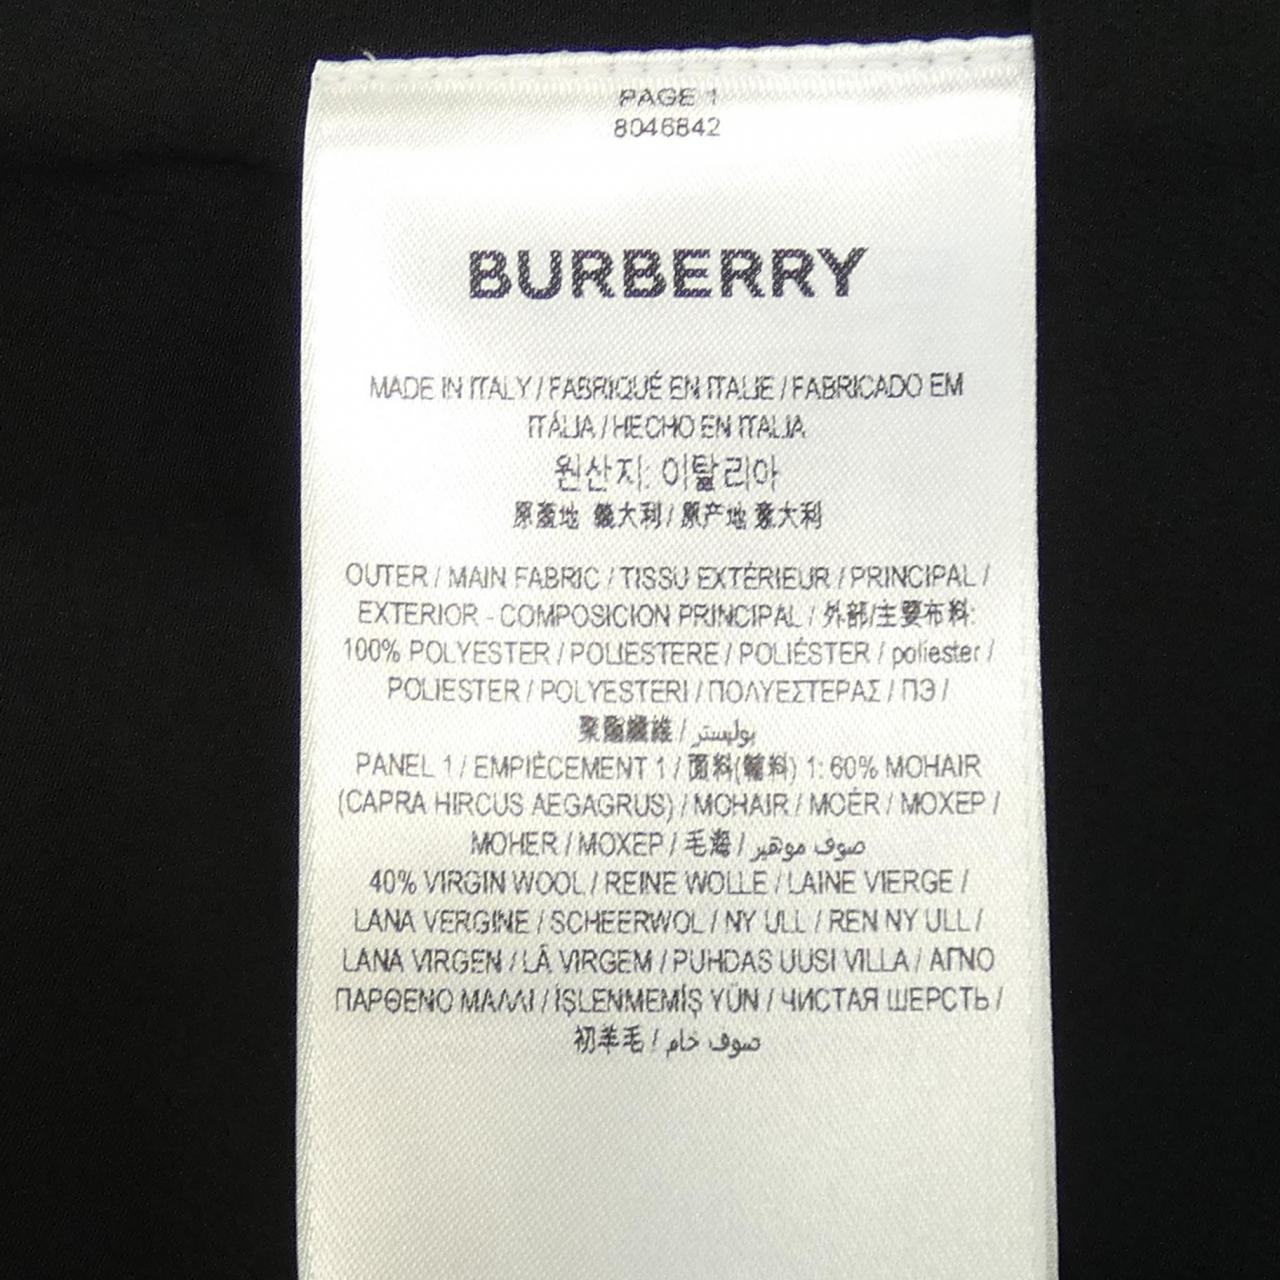 PAGE 1
8046842
BURBERRY
MADE IN ITALY / FABRIQUÉ EN ITALIE / FABRICADO EM
ITÁLIA / HECHO EN ITALIA
원산지: 이탈리아
原產地 義大利 / 原产地 意大利
OUTER / MAIN FABRIC / TISSU EXTÉRIEUR / PRINCIPAL /
EXTERIOR - COMPOSICION PRINCIPAL / 外部/主要布料:
100% POLYESTER / POLIESTERE / POLIÉSTER / poliester /
POLIESTER / POLYESTERI / ΠΟΛΥΕΣΤΕΡΑΣ / ПЭ /
聚酯纖維 / بوليستر
PANEL 1 / EMPIÈCEMENT 1 / 面料(輔料) 1: 60% MOHAIR
(CAPRA HIRCUS AEGAGRUS) / MOHAIR / MOÉR / MOXEP /
MOHER / MOXEP / 毛海 / صوف موهير
40% VIRGIN WOOL / REINE WOLLE / LAINE VIERGE /
LANA VERGINE / SCHEERWOL / NY ULL / REN NY ULL /
LANA VIRGEN / LÃ VIRGEM / PUHDAS UUSI VILLA / ΑΓΝΟ
ΠΑΡΘΕΝΟ ΜΑΛΛΙ / İŞLENMEMİŞ YÜN / ЧИСТАЯ ШЕРСТЬ /
初羊毛 / صوف خام